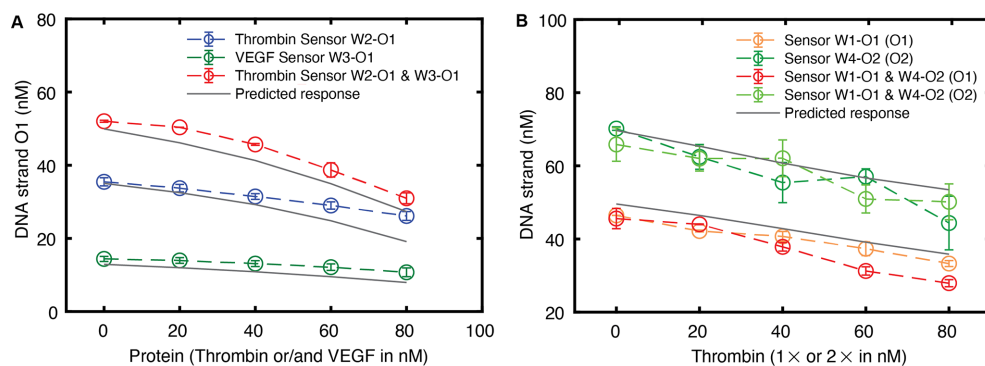 A
Thrombin Sensor W2-O1
VEGF Sensor W3-O1
Thrombin Sensor W2-O1 & W3-O1
Predicted response
80
60
40
20
0
DNA strand O1 (nM)
0 20 40 60 80 100
Protein (Thrombin or/and VEGF in nM)
B
Sensor W1-O1 (O1)
Sensor W4-O2 (O2)
Sensor W1-O1 & W4-O2 (O1)
Sensor W1-O1 & W4-O2 (O2)
Predicted response
100
80
60
40
20
DNA strand (nM)
0 20 40 60 80
Thrombin (1× or 2× in nM)